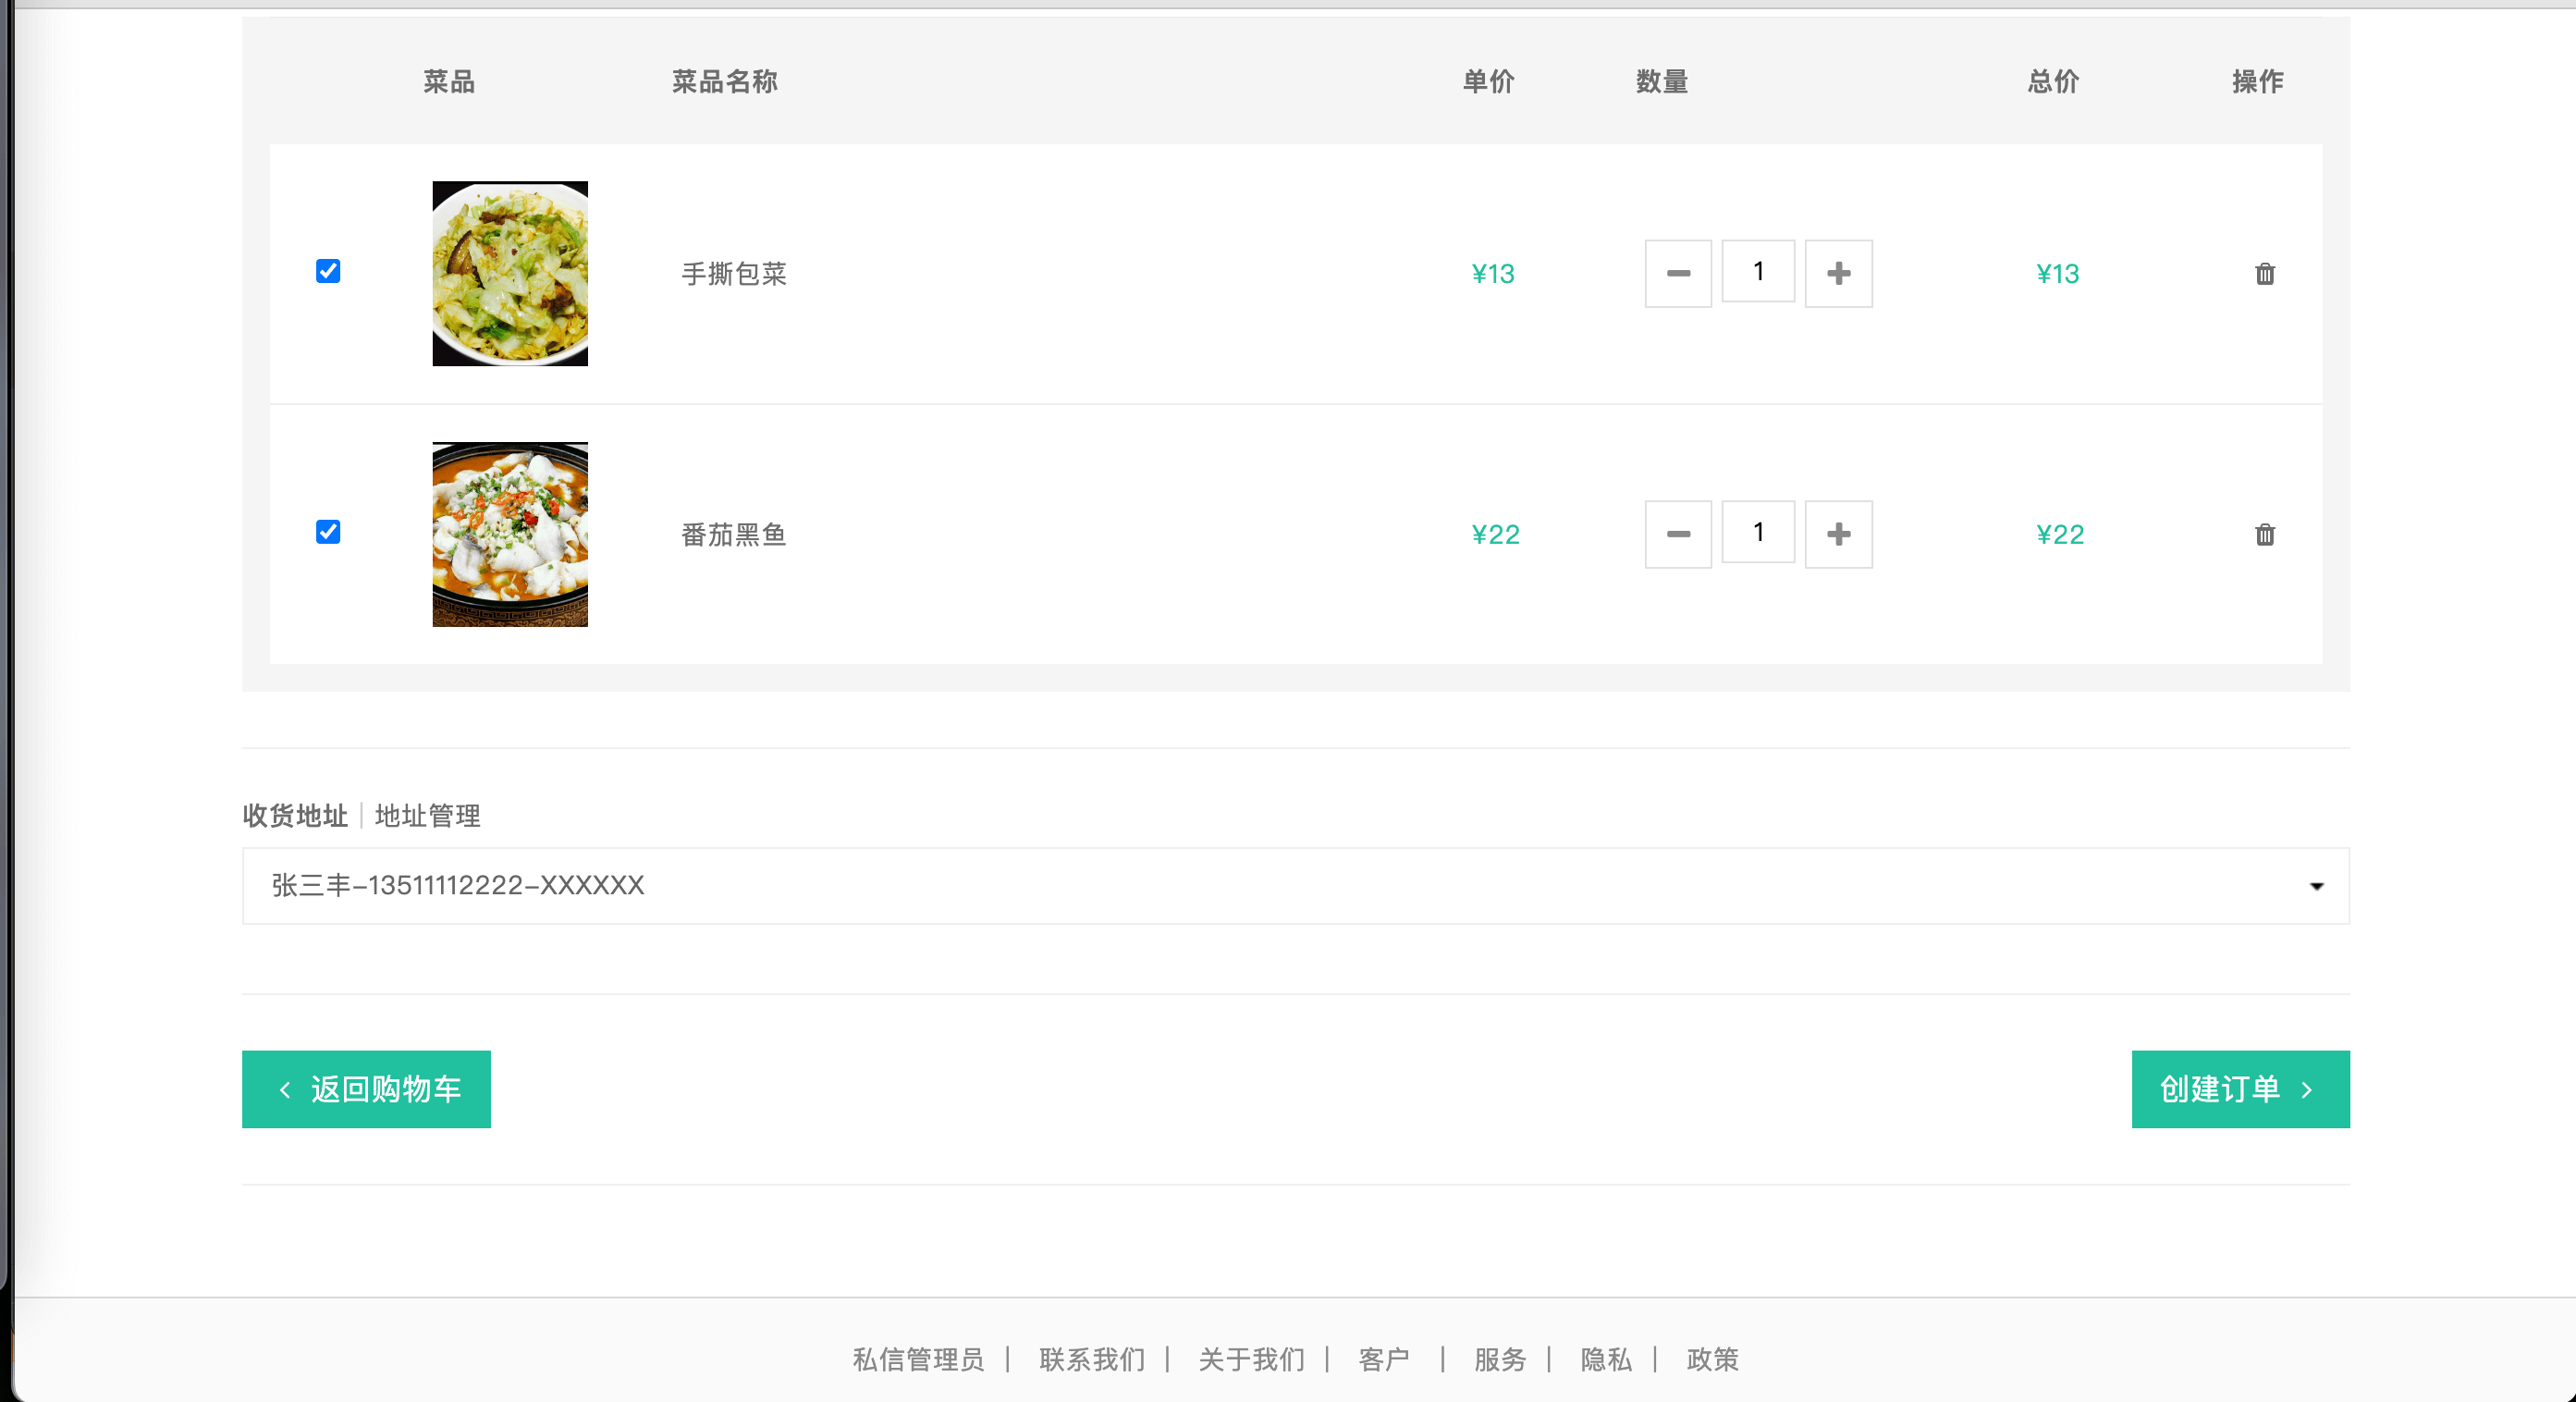 菜品 菜品名称 单价 数量 总价 操作
手撕包菜 ¥13 1 ¥13
番茄黑鱼 ¥22 1 ¥22
收货地址 | 地址管理
张三丰-13511112222-XXXXXX
返回购物车 创建订单
私信管理员 | 联系我们 | 关于我们 | 客户 | 服务 | 隐私 | 政策